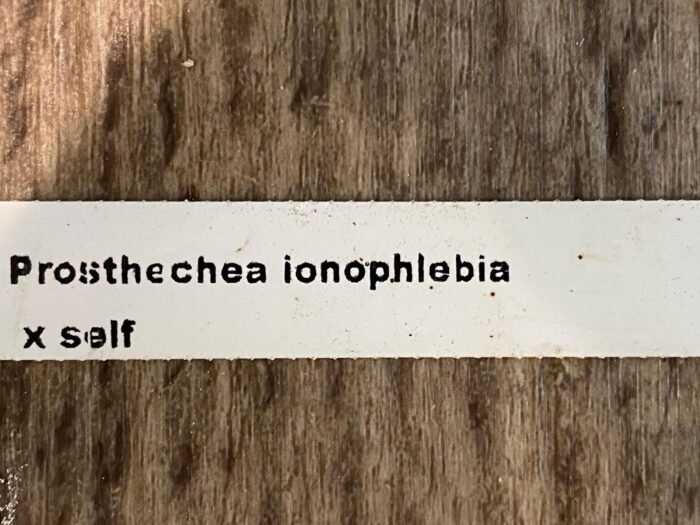 Prosthechea ionophlebia
x self